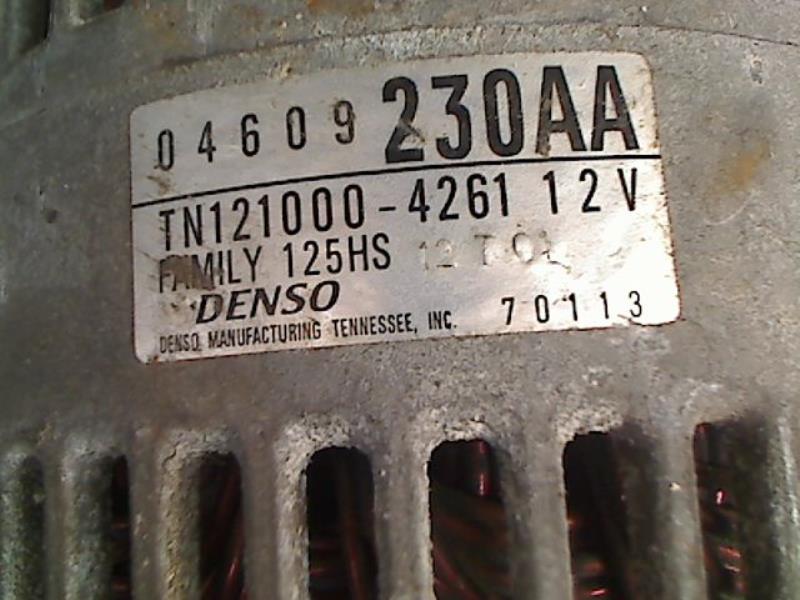 04609 230AA
TN121000-4261 12V
FAMILY 125HS
DENSO
DENSO MANUFACTURING TENNESSEE, INC. 70113